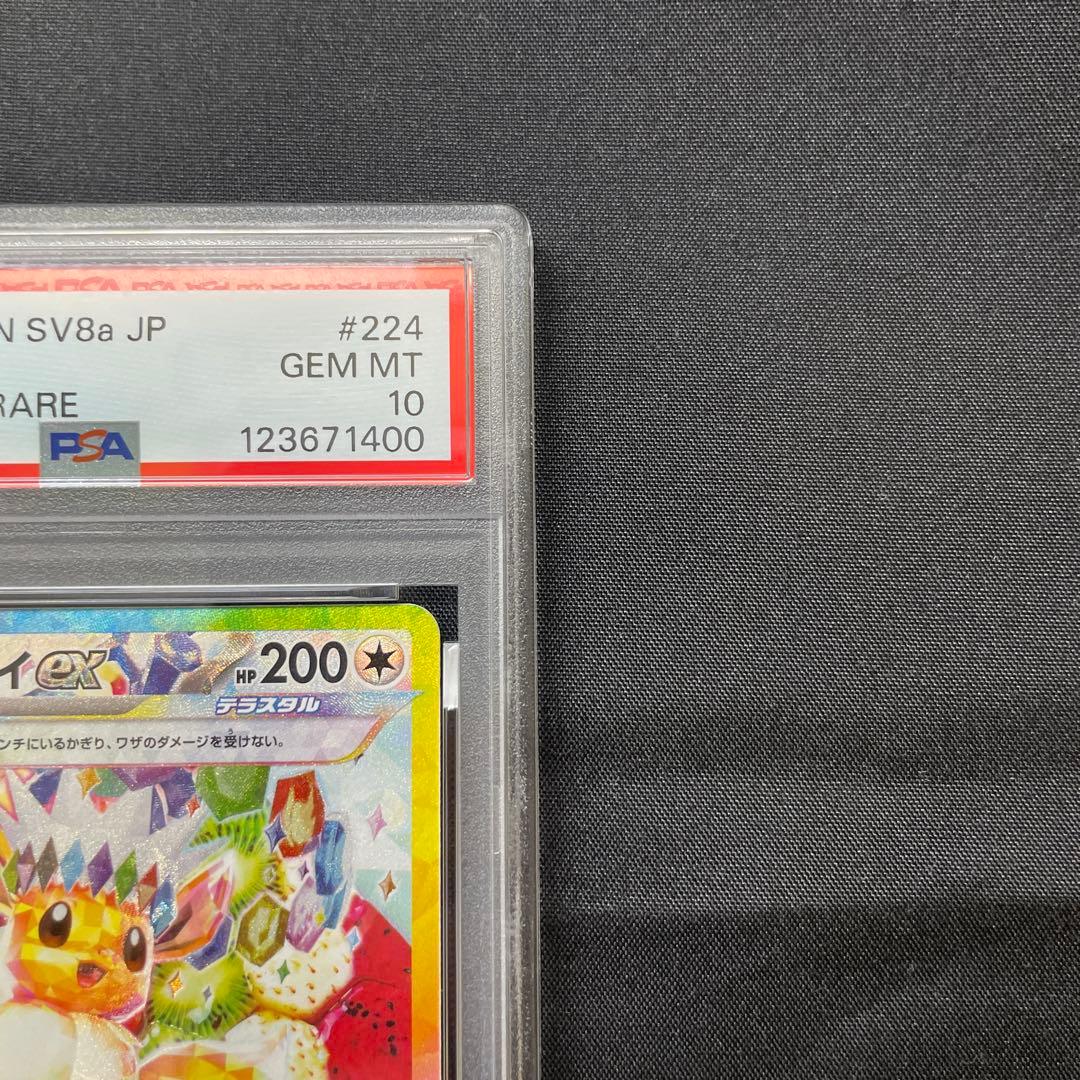 N SV8a JP #224
GEM MT
RARE 10
PSA 123671400
イex HP200
テラスタル
ンチにいるかぎり、ワザのダメージを受けない。